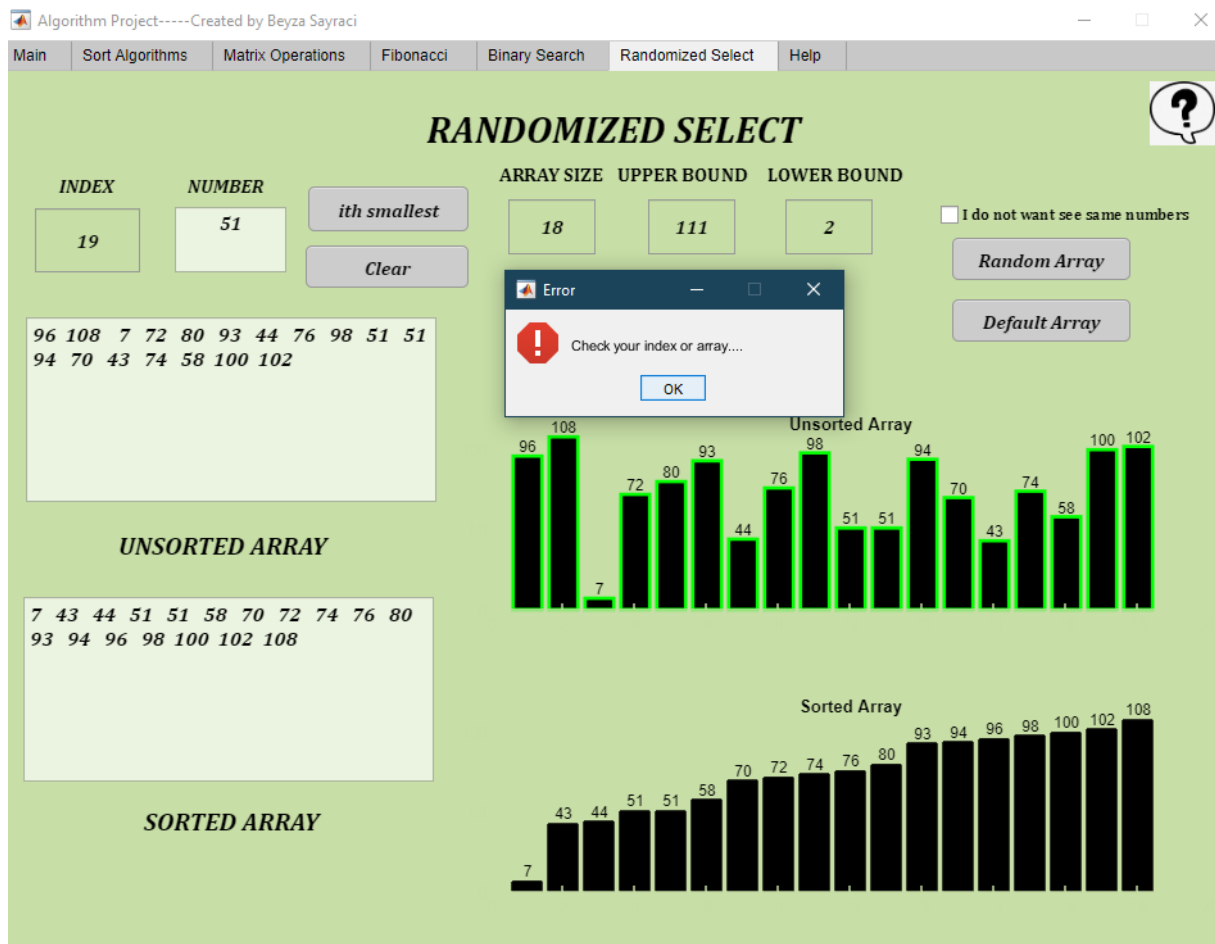 Algorithm Project-----Created by Beyza Sayraci
Main Sort Algorithms Matrix Operations Fibonacci Binary Search Randomized Select Help
?
RANDOMIZED SELECT
INDEX NUMBER
19 51
ith smallest
Clear
ARRAY SIZE UPPER BOUND LOWER BOUND
18 111 2
I do not want see same numbers
Random Array
Default Array
Error
Check your index or array....
OK
96 108 7 72 80 93 44 76 98 51 51
94 70 43 74 58 100 102
UNSORTED ARRAY
Unsorted Array
96 108 7 72 80 93 44 76 98 51 51 94 70 43 74 58 100 102
7 43 44 51 51 58 70 72 74 76 80
93 94 96 98 100 102 108
SORTED ARRAY
Sorted Array
7 43 44 51 51 58 70 72 74 76 80 93 94 96 98 100 102 108